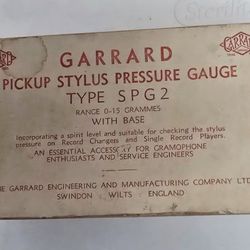 GARRARD
GARRARD
PICKUP STYLUS PRESSURE GAUGE
TYPE SPG2
RANGE 0-15 GRAMMES
WITH BASE
Incorporating a spirit level and suitable for checking the stylus
pressure on Record Changers and Single Record Players.
AN ESSENTIAL ACCESSORY FOR GRAMOPHONE
ENTHUSIASTS AND SERVICE ENGINEERS
THE GARRARD ENGINEERING AND MANUFACTURING COMPANY LTD
SWINDON WILTS ENGLAND